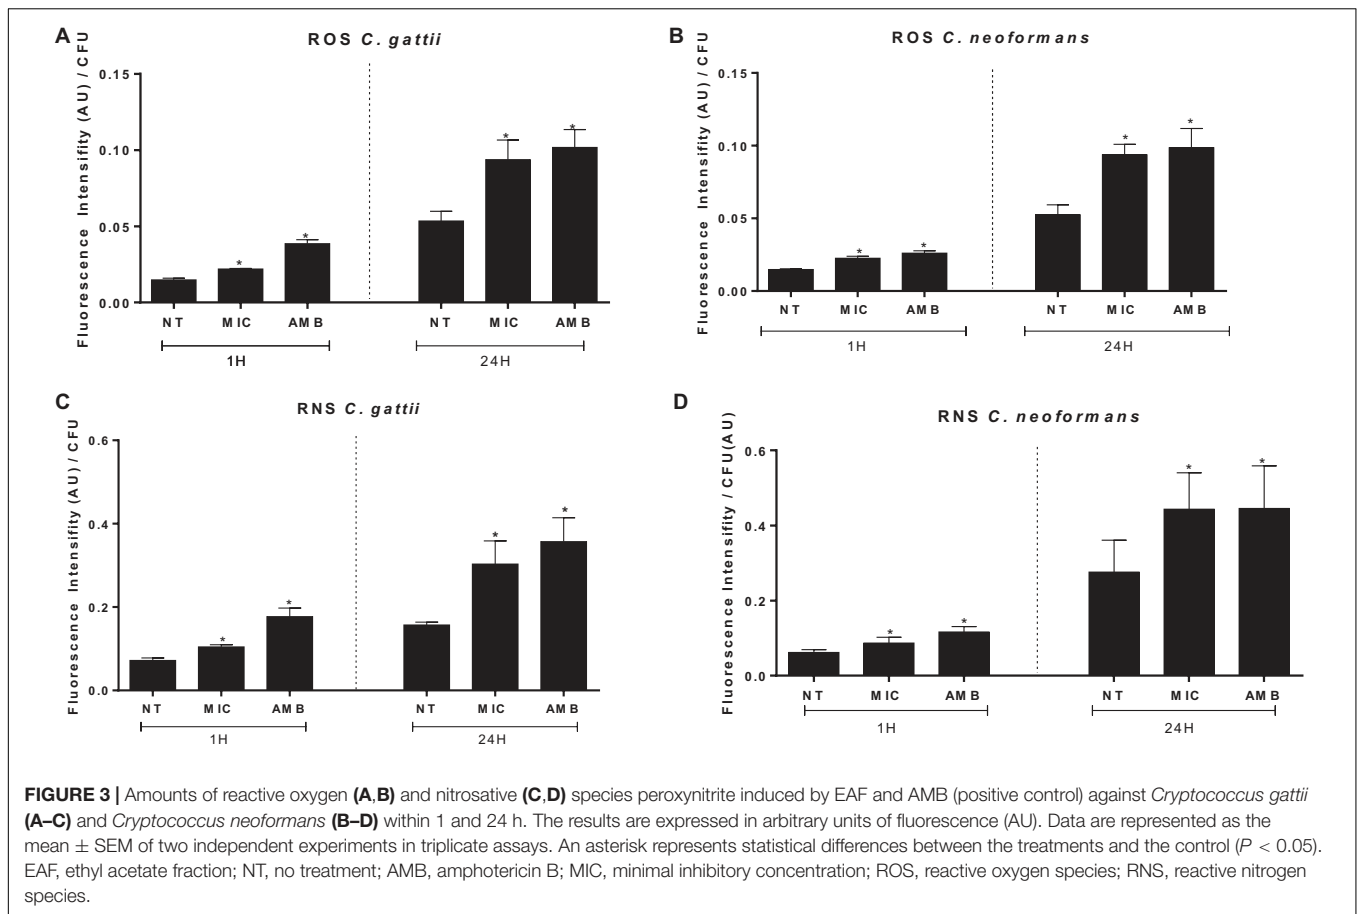 A
ROS C. gattii
Fluorescence Intensifity (AU) / CFU
0.15
0.10
0.05
0.00
*
*
*
*
NT MIC AMB NT MIC AMB
1H 24H
B
ROS C. neoformans
Fluorescence Intensifity (AU) / CFU
0.15
0.10
0.05
0.00
*
*
*
*
NT MIC AMB NT MIC AMB
1H 24H
C
RNS C. gattii
Fluorescence Intensifity (AU) / CFU
0.6
0.4
0.2
0.0
*
*
*
*
NT MIC AMB NT MIC AMB
1H 24H
D
RNS C. neoformans
Fluorescence Intensifity / CFU(AU)
0.6
0.4
0.2
0.0
*
*
*
*
NT MIC AMB NT MIC AMB
1H 24H
FIGURE 3 | Amounts of reactive oxygen (A,B) and nitrosative (C,D) species peroxynitrite induced by EAF and AMB (positive control) against Cryptococcus gattii
(A–C) and Cryptococcus neoformans (B–D) within 1 and 24 h. The results are expressed in arbitrary units of fluorescence (AU). Data are represented as the
mean ± SEM of two independent experiments in triplicate assays. An asterisk represents statistical differences between the treatments and the control (P < 0.05).
EAF, ethyl acetate fraction; NT, no treatment; AMB, amphotericin B; MIC, minimal inhibitory concentration; ROS, reactive oxygen species; RNS, reactive nitrogen
species.